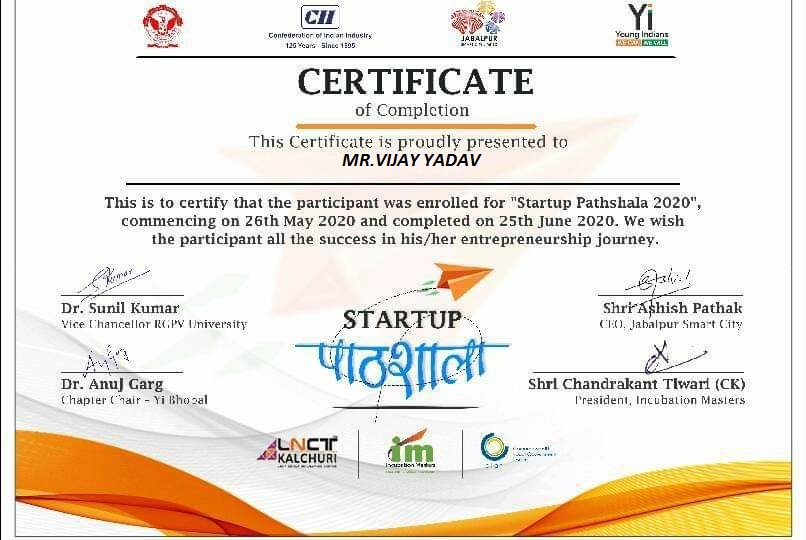 CII
Confederation of Indian Industry
125 Years - Since 1895
JABALPUR
Yi
Young Indians
WE CAN WE WILL
CERTIFICATE
of Completion
This Certificate is proudly presented to
MR.VIJAY YADAV
This is to certify that the participant was enrolled for "Startup Pathshala 2020",
commencing on 26th May 2020 and completed on 25th June 2020. We wish
the participant all the success in his/her entrepreneurship journey.
Dr. Sunil Kumar
Vice Chancellor RGPV University
Shri Ashish Pathak
CEO, Jabalpur Smart City
STARTUP
पाठशाला
Dr. Anuj Garg
Chapter Chair - Yi Bhopal
Shri Chandrakant Tiwari (CK)
President, Incubation Masters
LNCT
KALCHURI
im
Incubation Masters